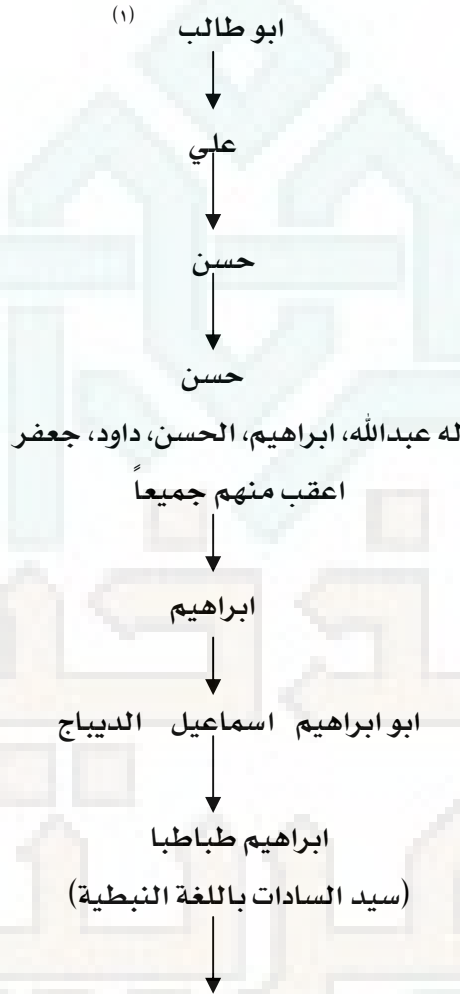 (١)
ابو طالب
علي
حسن
حسن
له عبدالله، ابراهيم، الحسن، داود، جعفر
اعقب منهم جميعاً
ابراهيم
ابو ابراهيم اسماعيل الديباج
ابراهيم طباطبا
(سيد السادات باللغة النبطية)